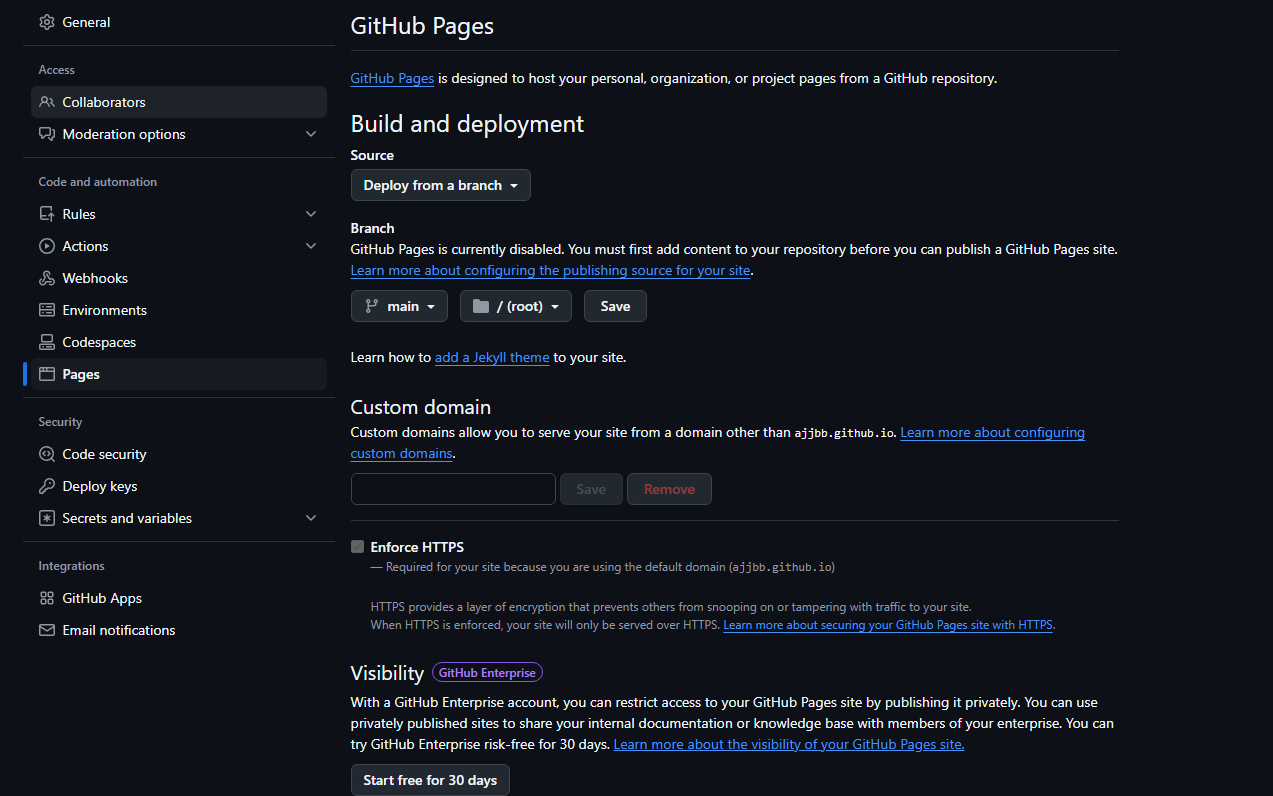 General
Access
Collaborators
Moderation options
Code and automation
Rules
Actions
Webhooks
Environments
Codespaces
Pages
Security
Code security
Deploy keys
Secrets and variables
Integrations
GitHub Apps
Email notifications
GitHub Pages
GitHub Pages is designed to host your personal, organization, or project pages from a GitHub repository.
Build and deployment
Source
Deploy from a branch
Branch
GitHub Pages is currently disabled. You must first add content to your repository before you can publish a GitHub Pages site.
Learn more about configuring the publishing source for your site.
main / (root) Save
Learn how to add a Jekyll theme to your site.
Custom domain
Custom domains allow you to serve your site from a domain other than ajjbb.github.io. Learn more about configuring
custom domains.
Save Remove
Enforce HTTPS
— Required for your site because you are using the default domain (ajjbb.github.io)
HTTPS provides a layer of encryption that prevents others from snooping on or tampering with traffic to your site.
When HTTPS is enforced, your site will only be served over HTTPS. Learn more about securing your GitHub Pages site with HTTPS.
Visibility GitHub Enterprise
With a GitHub Enterprise account, you can restrict access to your GitHub Pages site by publishing it privately. You can use
privately published sites to share your internal documentation or knowledge base with members of your enterprise. You can
try GitHub Enterprise risk-free for 30 days. Learn more about the visibility of your GitHub Pages site.
Start free for 30 days